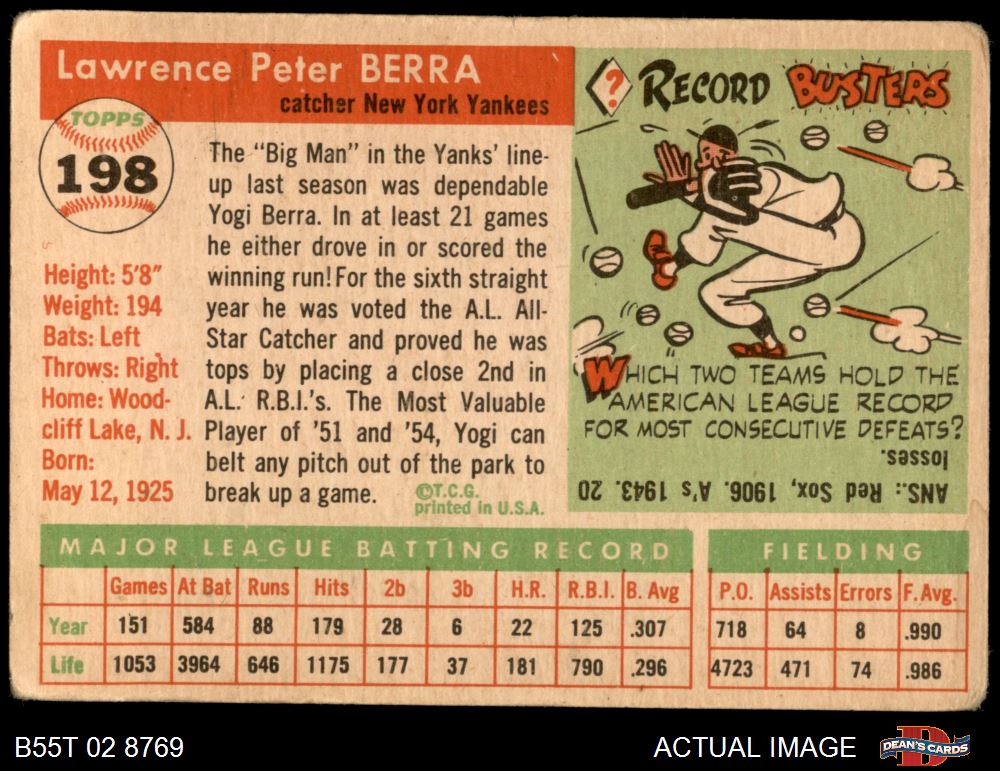 Lawrence Peter BERRA
catcher New York Yankees
TOPPS
198
Height: 5'8"
Weight: 194
Bats: Left
Throws: Right
Home: Wood-
cliff Lake, N. J.
Born:
May 12, 1925
The "Big Man" in the Yanks' line-
up last season was dependable
Yogi Berra. In at least 21 games
he either drove in or scored the
winning run! For the sixth straight
year he was voted the A.L. All-
Star Catcher and proved he was
tops by placing a close 2nd in
A.L. R.B.I.'s. The Most Valuable
Player of '51 and '54, Yogi can
belt any pitch out of the park to
break up a game.
©T.C.G.
printed in U.S.A.
? RECORD BUSTERS
WHICH TWO TEAMS HOLD THE
AMERICAN LEAGUE RECORD
FOR MOST CONSECUTIVE DEFEATS?
ANS.: Red Sox, 1906. A's 1943. 20
losses.
MAJOR LEAGUE BATTING RECORD FIELDING
Games At Bat Runs Hits 2b 3b H.R. R.B.I. B. Avg P.O. Assists Errors F. Avg.
Year 151 584 88 179 28 6 22 125 .307 718 64 8 .990
Life 1053 3964 646 1175 177 37 181 790 .296 4723 471 74 .986
B55T 02 8769
ACTUAL IMAGE
D
DEAN'S CARDS